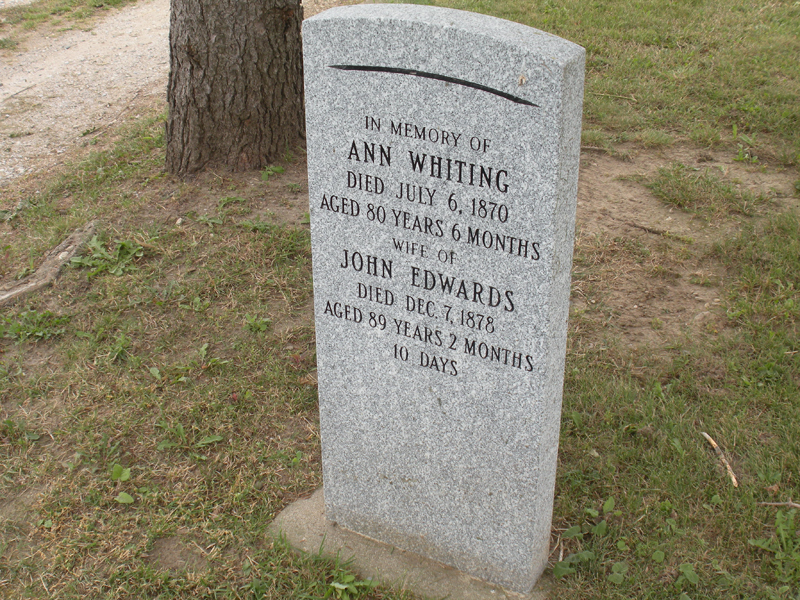 IN MEMORY OF
ANN WHITING
DIED JULY 6, 1870
AGED 80 YEARS 6 MONTHS
WIFE OF
JOHN EDWARDS
DIED DEC. 7, 1878
AGED 89 YEARS 2 MONTHS
10 DAYS